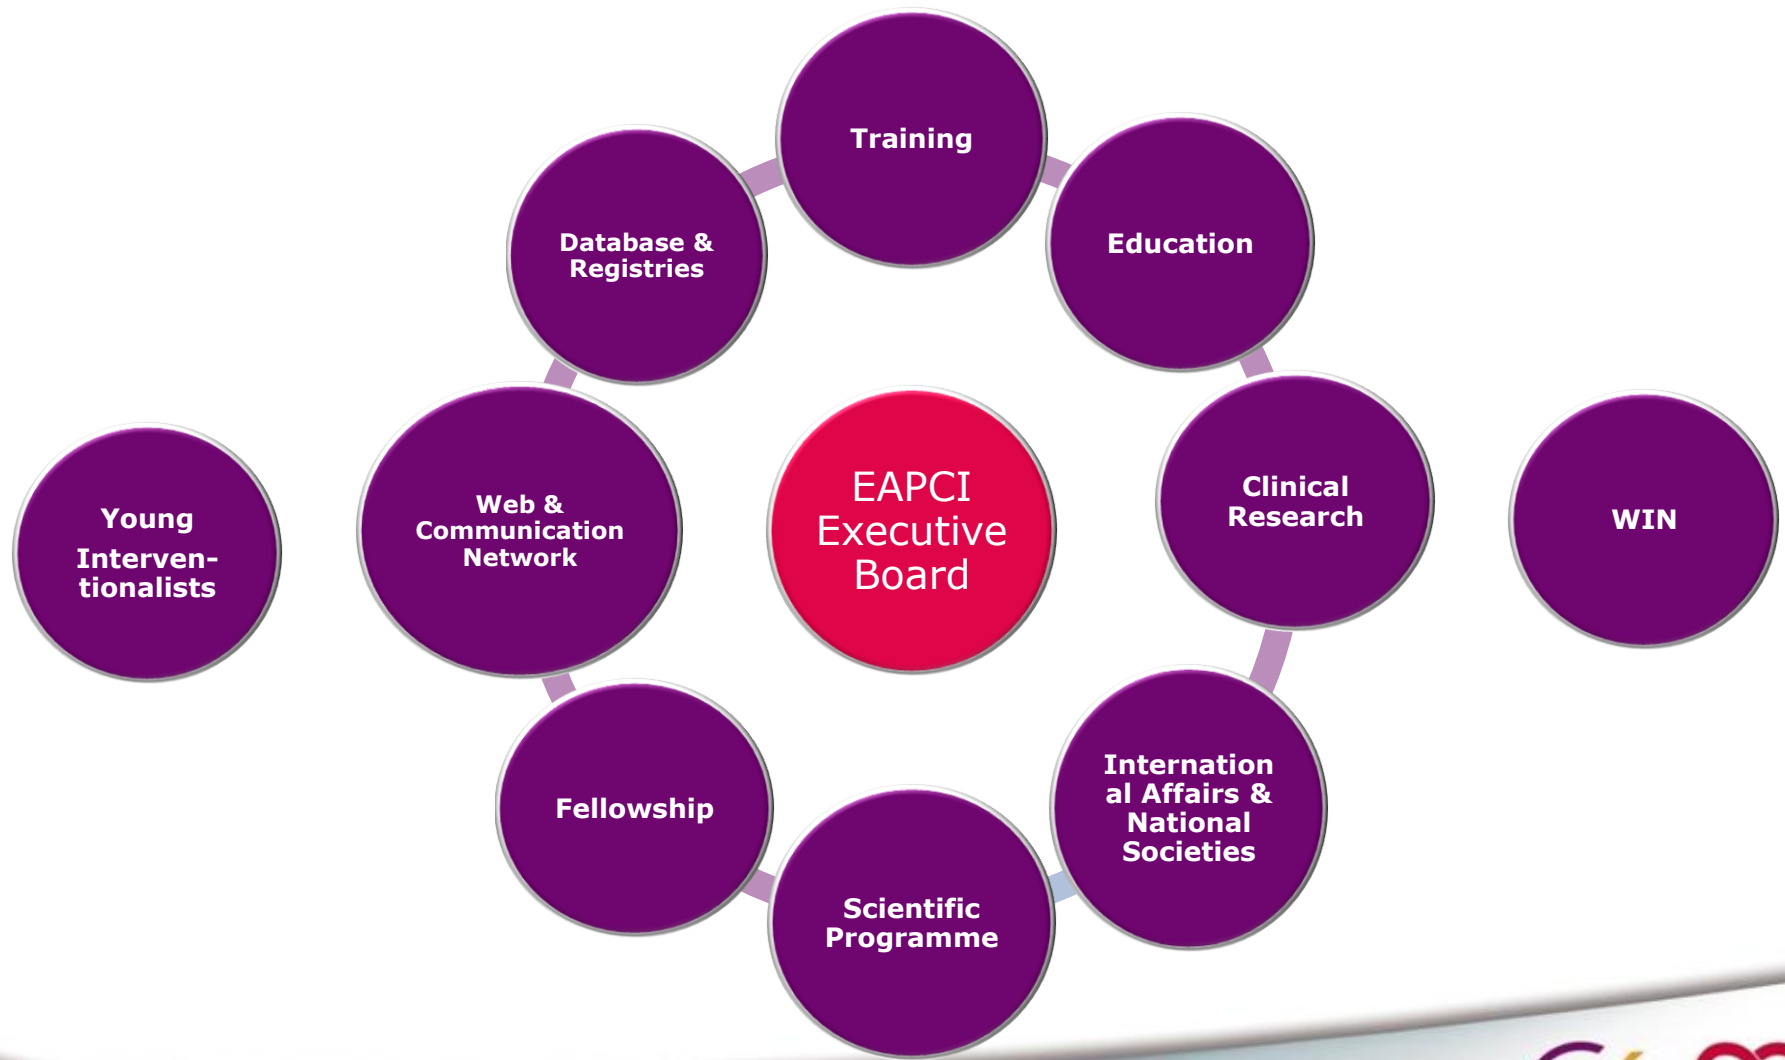 Training
Database &
Registries
Education
Young
Interven-
tionalists
Web &
Communication
Network
EAPCI
Executive
Board
Clinical
Research
WIN
Fellowship
Internation
al Affairs &
National
Societies
Scientific
Programme